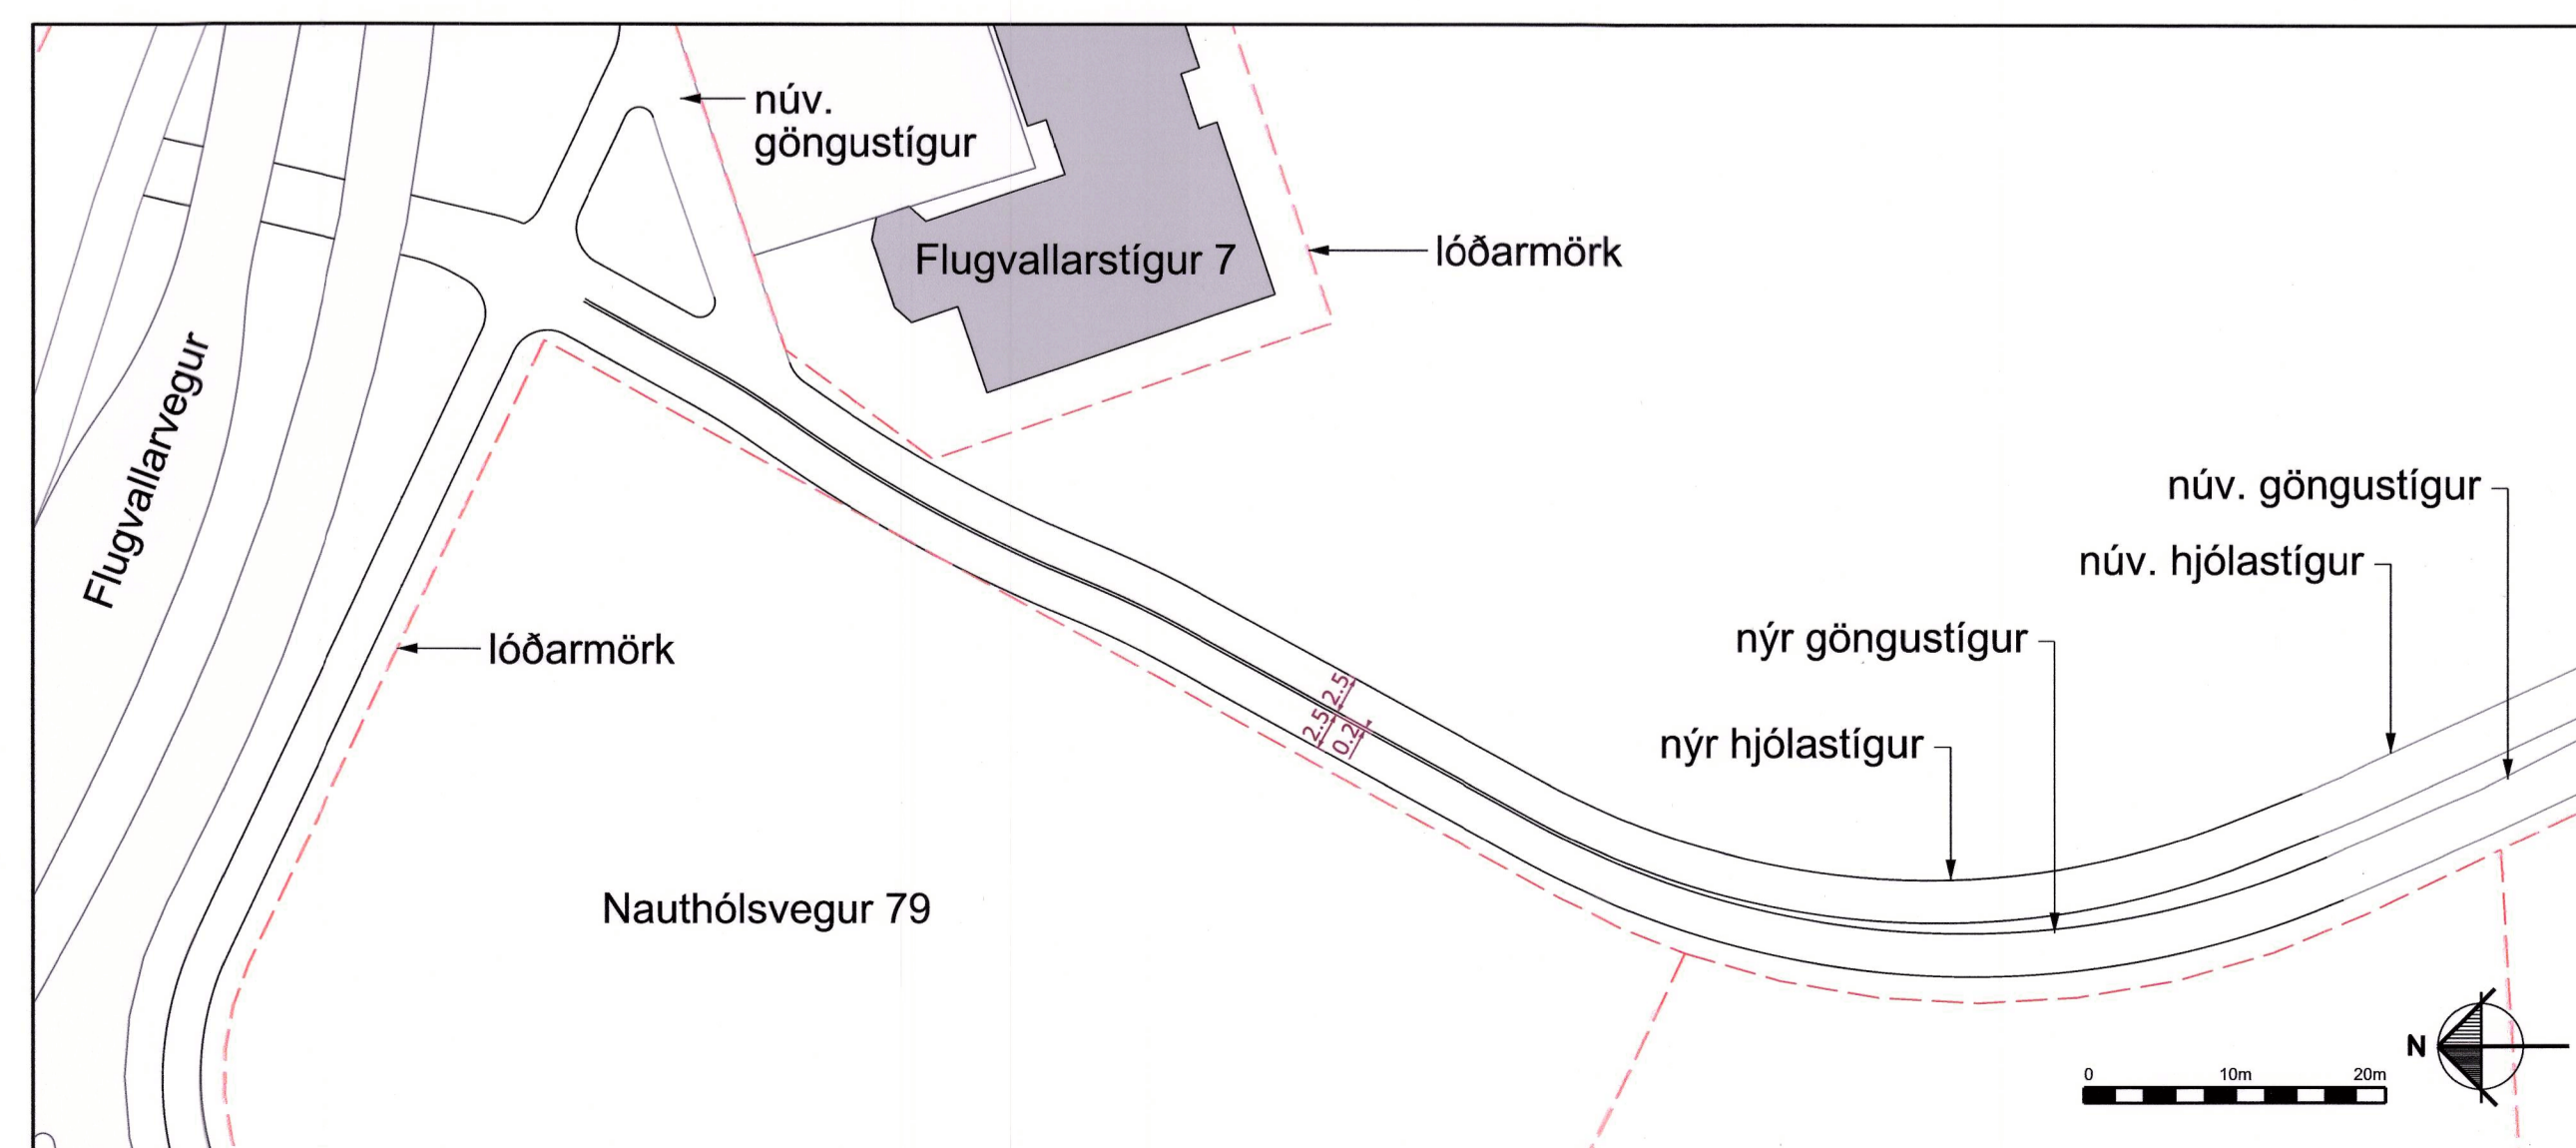 núv.
göngustígur
Flugvallarstígur 7
lóðarmörk
Flugvallarvegur
lóðarmörk
núv. göngustígur
núv. hjólastígur
nýr göngustígur
nýr hjólastígur
2.5
2.5
0.2
Nauthólsvegur 79
N
0 10m 20m